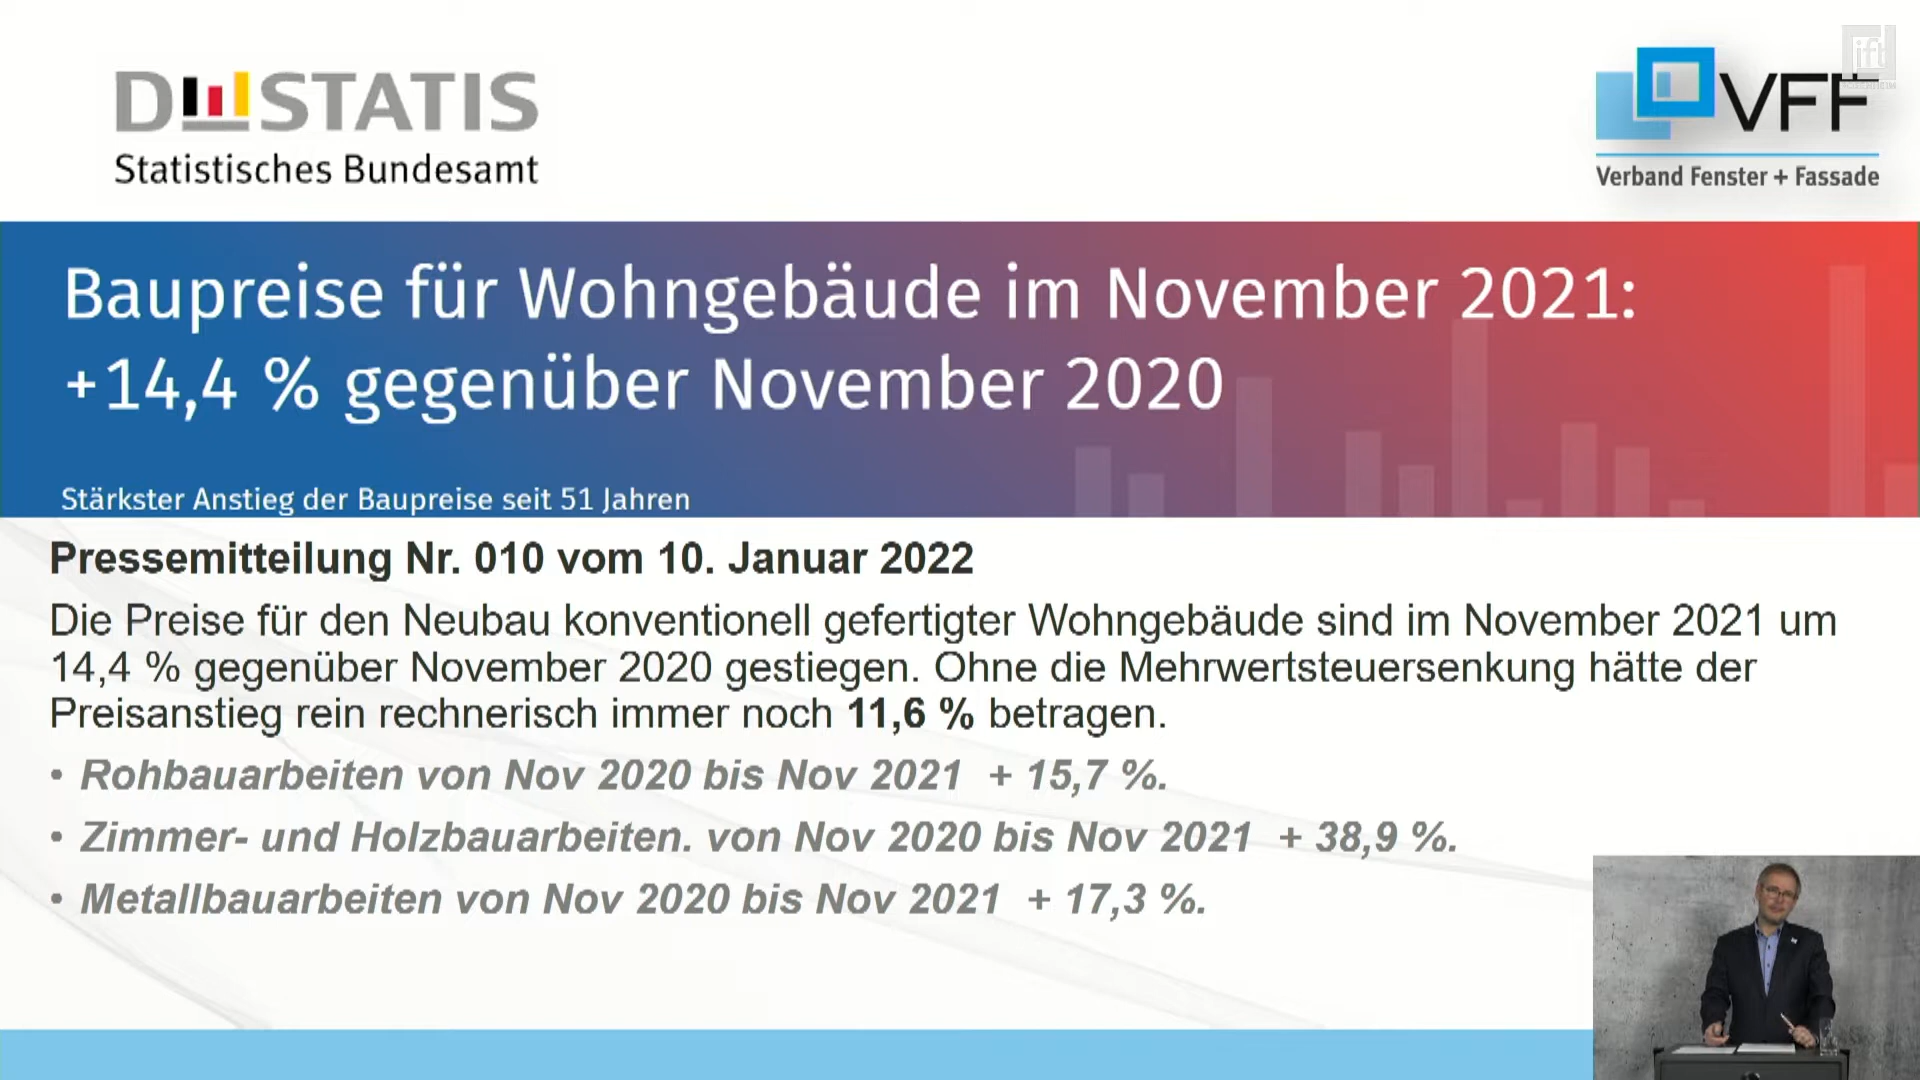 DESTATIS
Statistisches Bundesamt
ift
VFF
Verband Fenster + Fassade
Baupreise für Wohngebäude im November 2021:
+14,4 % gegenüber November 2020
Stärkster Anstieg der Baupreise seit 51 Jahren
Pressemitteilung Nr. 010 vom 10. Januar 2022
Die Preise für den Neubau konventionell gefertigter Wohngebäude sind im November 2021 um
14,4 % gegenüber November 2020 gestiegen. Ohne die Mehrwertsteuersenkung hätte der
Preisanstieg rein rechnerisch immer noch 11,6 % betragen.
• Rohbauarbeiten von Nov 2020 bis Nov 2021 + 15,7 %.
• Zimmer- und Holzbauarbeiten. von Nov 2020 bis Nov 2021 + 38,9 %.
• Metallbauarbeiten von Nov 2020 bis Nov 2021 + 17,3 %.